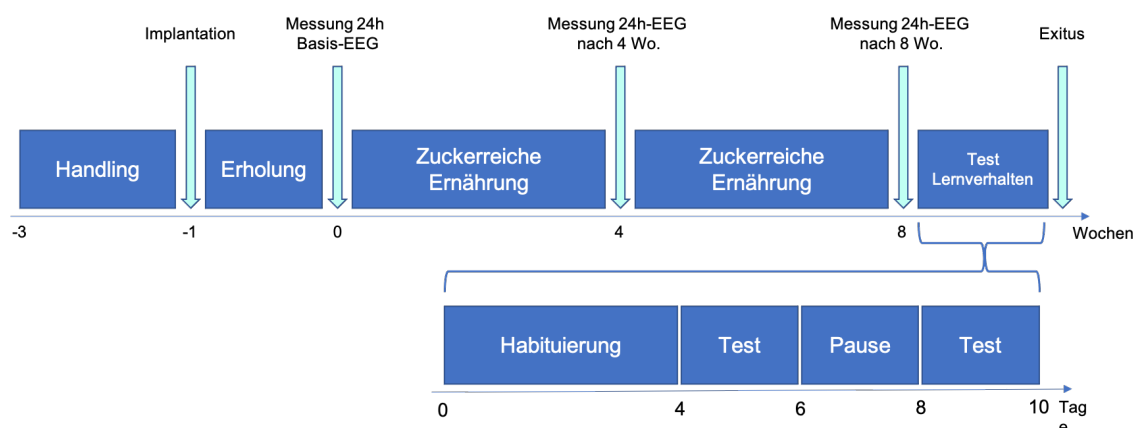 Implantation
Messung 24h
Basis-EEG
Messung 24h-EEG
nach 4 Wo.
Messung 24h-EEG
nach 8 Wo.
Exitus
Handling
Erholung
Zuckerreiche
Ernährung
Zuckerreiche
Ernährung
Test
Lernverhalten
-3
-1
0
4
8
Wochen
Habituierung
Test
Pause
Test
0
4
6
8
10
Tag
e